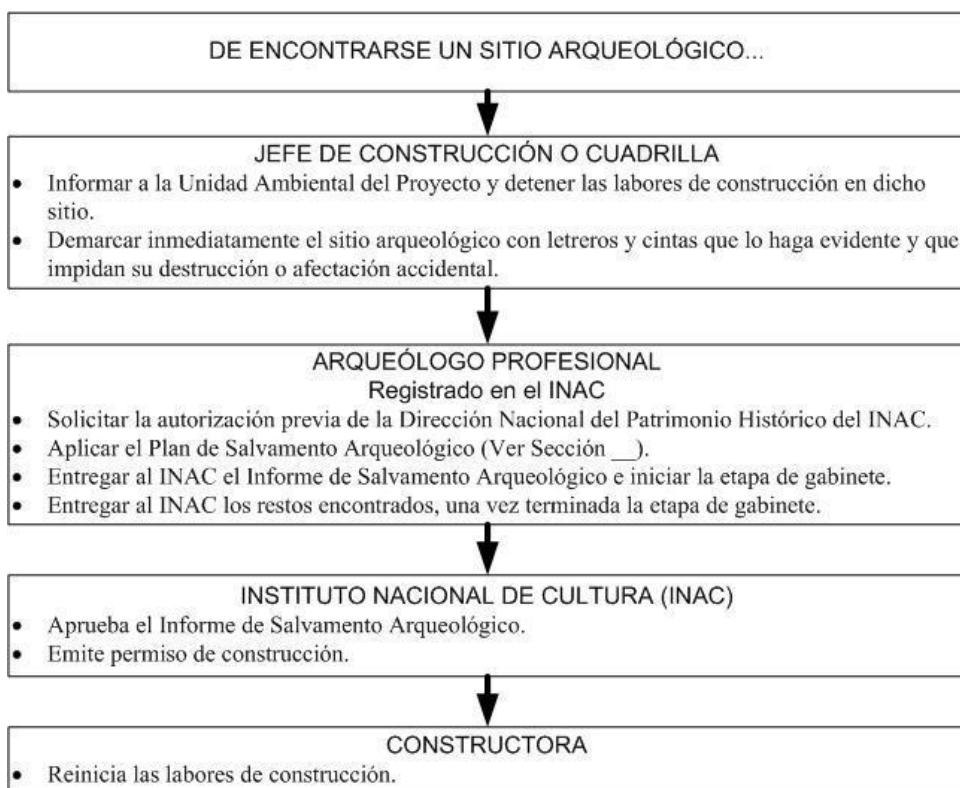 DE ENCONTRARSE UN SITIO ARQUEOLÓGICO...
JEFE DE CONSTRUCCIÓN O CUADRILLA
• Informar a la Unidad Ambiental del Proyecto y detener las labores de construcción en dicho
sitio.
• Demarcar inmediatamente el sitio arqueológico con letreros y cintas que lo haga evidente y que
impidan su destrucción o afectación accidental.
ARQUEÓLOGO PROFESIONAL
Registrado en el INAC
• Solicitar la autorización previa de la Dirección Nacional del Patrimonio Histórico del INAC.
• Aplicar el Plan de Salvamento Arqueológico (Ver Sección __).
• Entregar al INAC el Informe de Salvamento Arqueológico e iniciar la etapa de gabinete.
• Entregar al INAC los restos encontrados, una vez terminada la etapa de gabinete.
INSTITUTO NACIONAL DE CULTURA (INAC)
• Aprueba el Informe de Salvamento Arqueológico.
• Emite permiso de construcción.
CONSTRUCTORA
• Reinicia las labores de construcción.